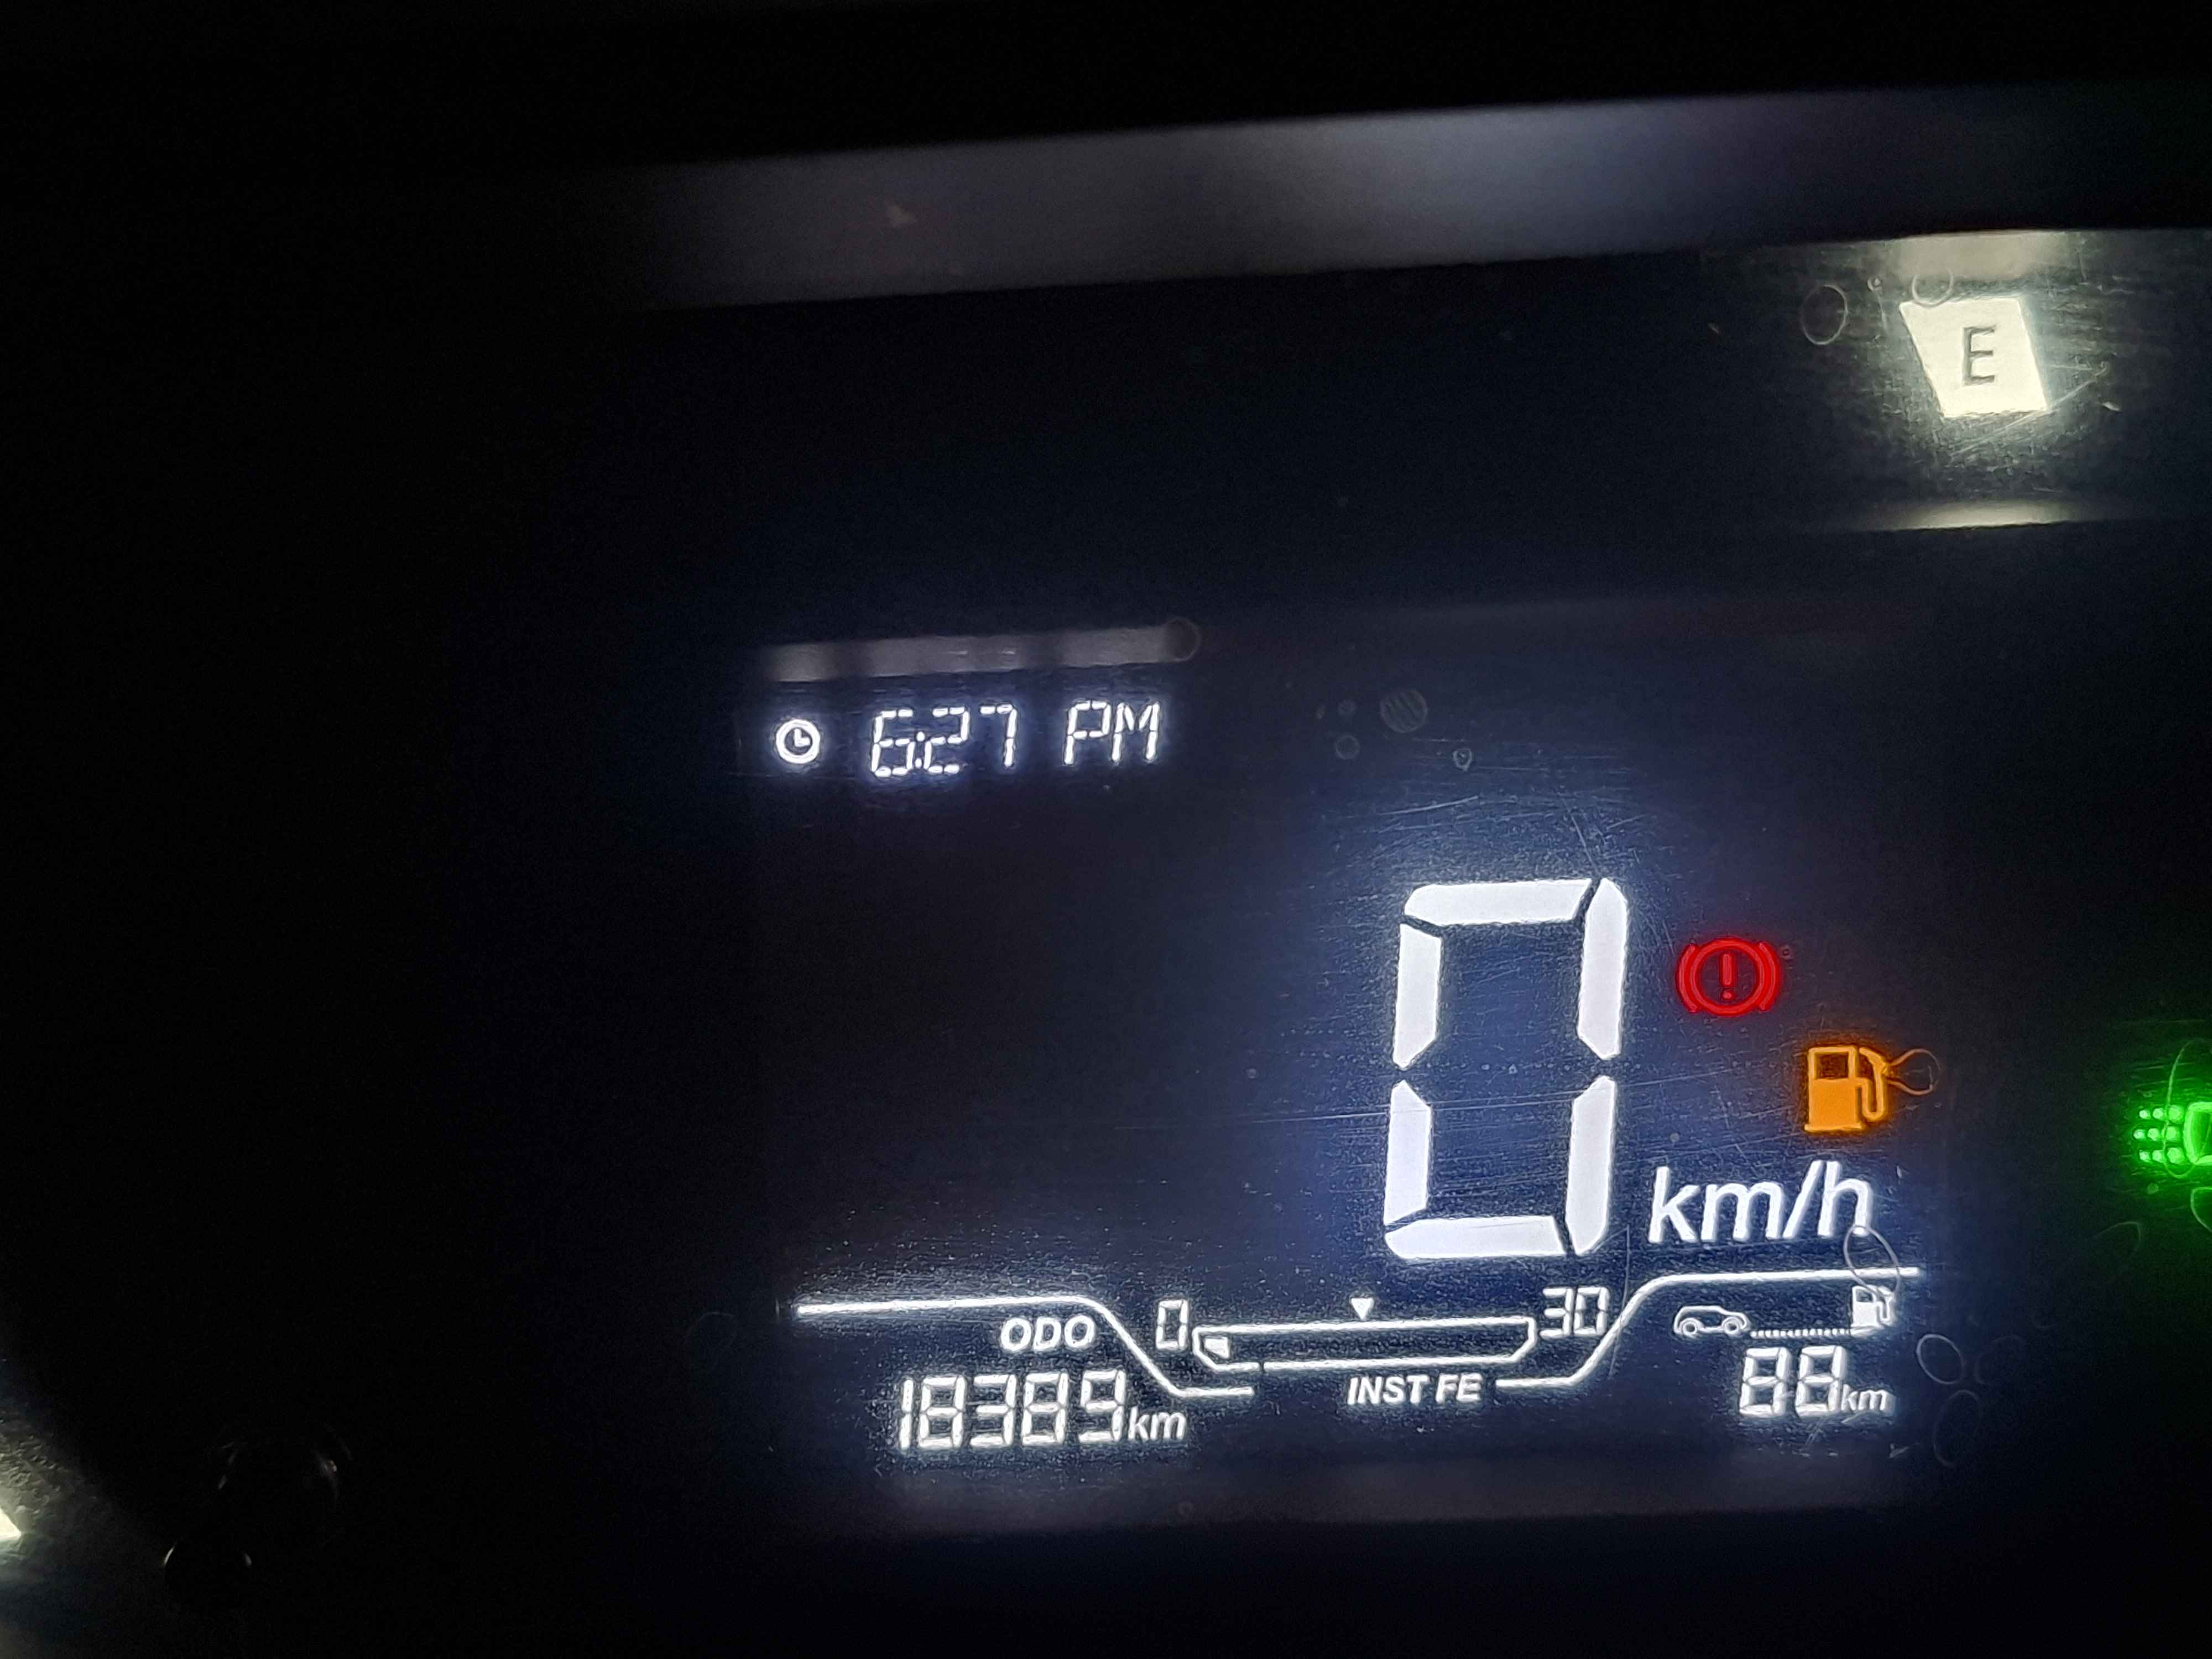 E
6:27 PM
0
km/h
ODO
0
30
18389km
INST FE
88km